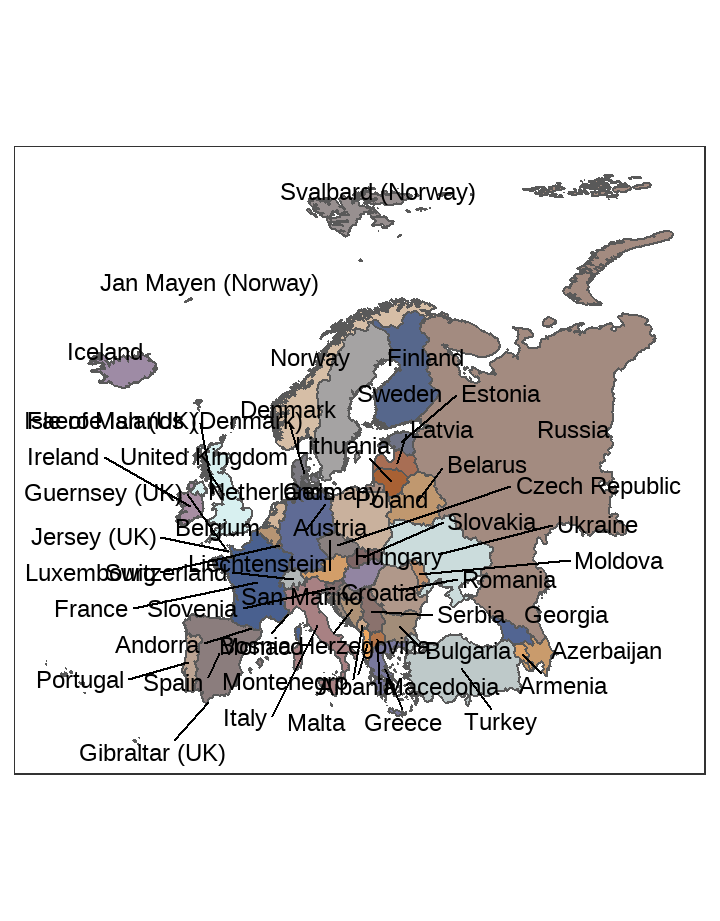 Svalbard (Norway)
Jan Mayen (Norway)
Iceland
Norway
Finland
Sweden
Estonia
Denmark
Isle of Man (UK)
Faeroe Islands (Denmark)
Latvia
Russia
Lithuania
Ireland
United Kingdom
Belarus
Guernsey (UK)
Netherlands
Germany
Poland
Czech Republic
Belgium
Austria
Slovakia
Ukraine
Jersey (UK)
Liechtenstein
Hungary
Moldova
Luxembourg
Switzerland
Romania
San Marino
Croatia
France
Slovenia
Serbia
Georgia
Andorra
Monaco
Bosnia and Herzegovina
Bulgaria
Azerbaijan
Portugal
Spain
Montenegro
Albania
Macedonia
Armenia
Italy
Malta
Greece
Turkey
Gibraltar (UK)